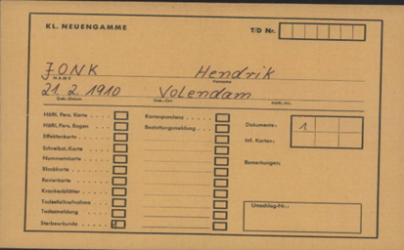 KL. NEUENGAMME T/D Nr.
JONK Hendrik
NAME Vorname
21. 2. 1910 Volendam
Geb.-Datum Geb.-Ort Häftl.-Nr.
Häftl. Pers. Karte Korrespondenz Dokumente: 1
Häftl. Pers. Bogen Bestattungsmeldung
Effektenkarte Inf. Karten:
Schreibst. Karte
Nummernkarte Bemerkungen:
Blockkarte
Revierkarte
Krankenblätter
Todesfallaufnahme Umschlag-Nr.:
Todesmeldung
Sterbeurkunde